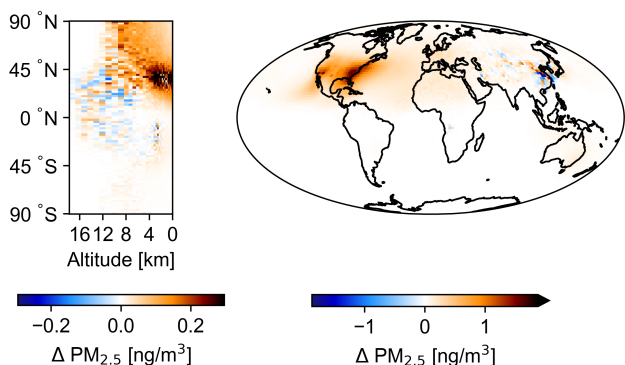 90 °N
45 °N
0 °N
45 °S
90 °S
16 12 8 4 0
Altitude [km]
−0.2 0.0 0.2
Δ PM2.5 [ng/m³]
−1 0 1
Δ PM2.5 [ng/m³]